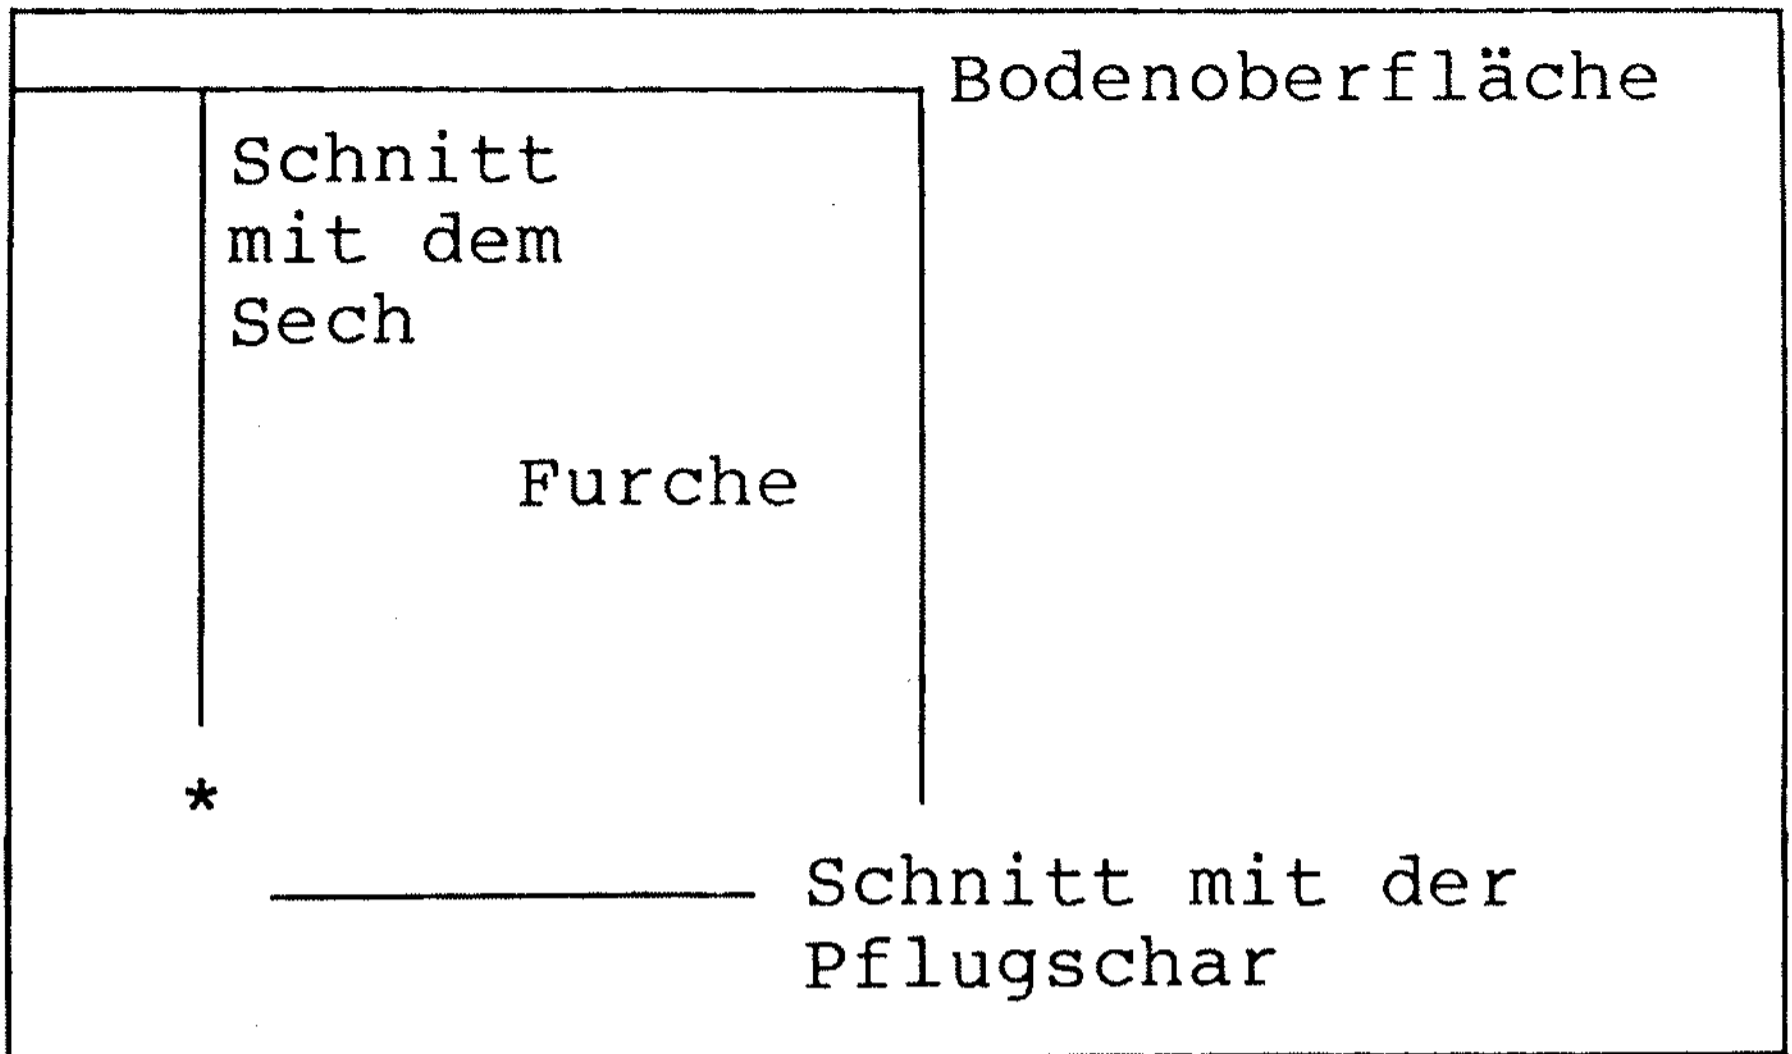 Bodenoberfläche
Schnitt
mit dem
Sech
Furche
*
Schnitt mit der
Pflugschar